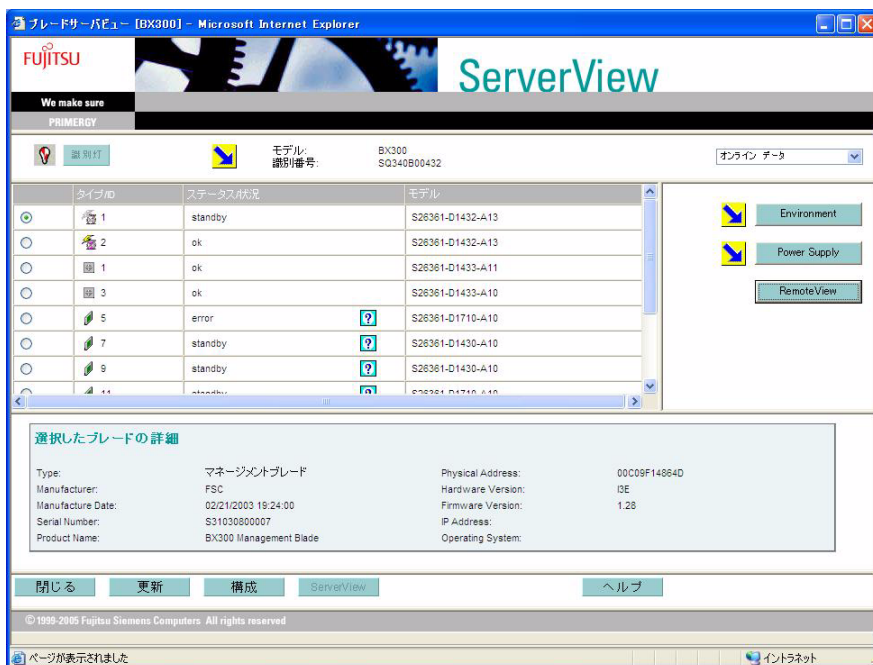 ブレードサーバビュー [BX300] - Microsoft Internet Explorer
FUJITSU
ServerView
We make sure
PRIMERGY
識別灯
モデル: BX300
識別番号: SQ340B00432
オンライン データ
タイプ/ID ステータス/状況 モデル
1 standby S26361-D1432-A13
2 ok S26361-D1432-A13
1 ok S26361-D1433-A11
3 ok S26361-D1433-A10
5 error ? S26361-D1710-A10
7 standby ? S26361-D1430-A10
9 standby ? S26361-D1430-A10
11 standby ? S26361-D1710-A10
Environment
Power Supply
RemoteView
選択したブレードの詳細
Type: マネージメントブレード Physical Address: 00C09F14864D
Manufacturer: FSC Hardware Version: I3E
Manufacture Date: 02/21/2003 19:24:00 Firmware Version: 1.28
Serial Number: S31030800007 IP Address:
Product Name: BX300 Management Blade Operating System:
閉じる 更新 構成 ServerView ヘルプ
©1999-2005 Fujitsu Siemens Computers All rights reserved
ページが表示されました イントラネット